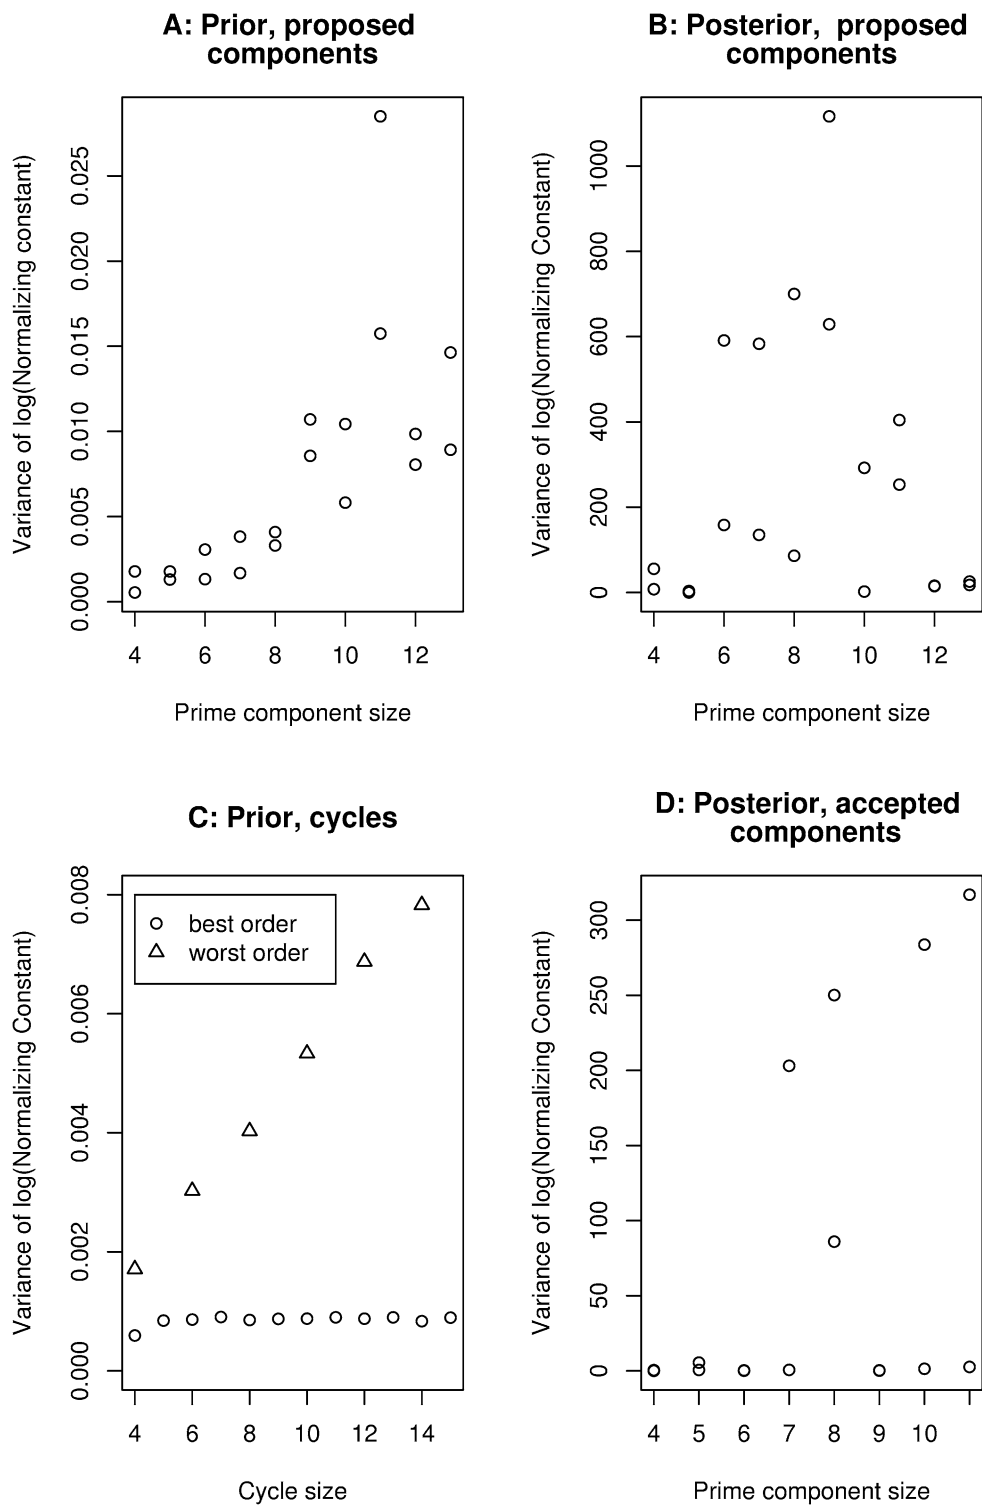 A: Prior, proposed
components
Variance of log(Normalizing constant)
0.000 0.005 0.010 0.015 0.020 0.025
4 6 8 10 12
Prime component size
B: Posterior, proposed
components
Variance of log(Normalizing Constant)
0 200 400 600 800 1000
4 6 8 10 12
Prime component size
C: Prior, cycles
Variance of log(Normalizing Constant)
0.000 0.002 0.004 0.006 0.008
best order
worst order
4 6 8 10 12 14
Cycle size
D: Posterior, accepted
components
Variance of log(Normalizing Constant)
0 50 100 150 200 250 300
4 5 6 7 8 9 10
Prime component size